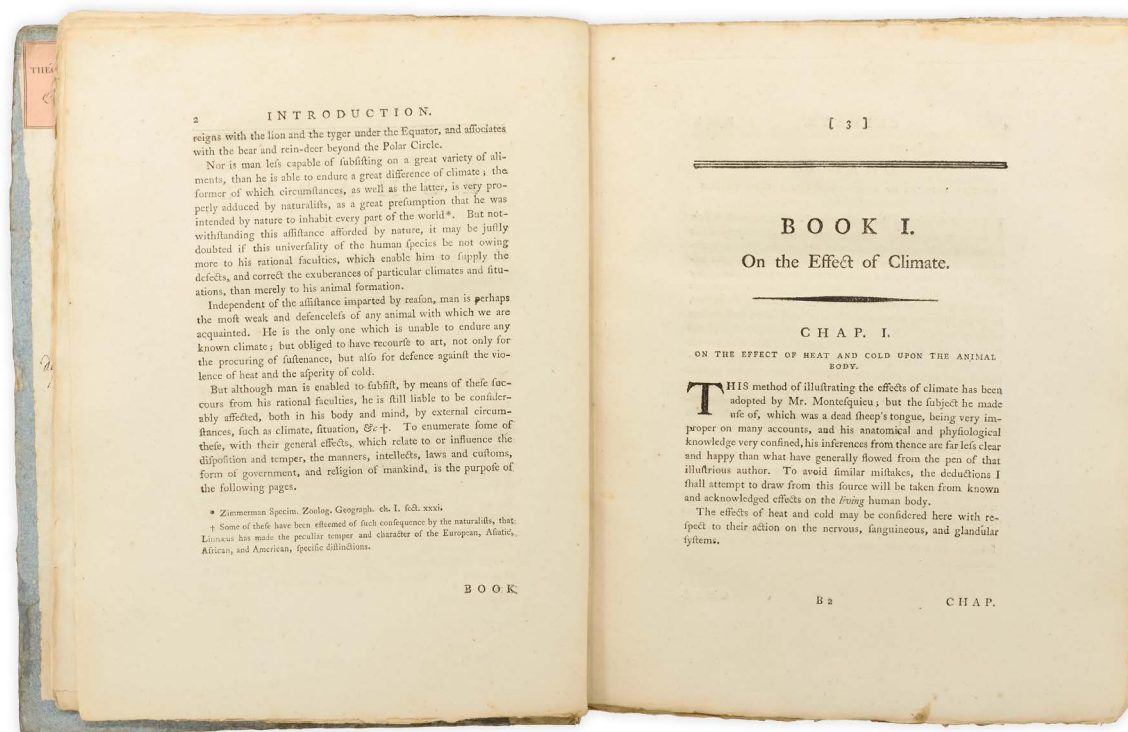 THÉO
2 INTRODUCTION.
reigns with the lion and the tyger under the Equator, and aſſociates
with the bear and rein-deer beyond the Polar Circle.
Nor is man leſs capable of ſubſiſting on a great variety of ali-
ments, than he is able to endure a great difference of climate; the
former of which circumſtances, as well as the latter, is very pro-
perly adduced by naturaliſts, as a great preſumption that he was
intended by nature to inhabit every part of the world*. But not-
withſtanding this aſſiſtance afforded by nature, it may be juſtly
doubted if this univerſality of the human ſpecies be not owing
more to his rational faculties, which enable him to ſupply the
defects, and correct the exuberances of particular climates and ſitu-
ations, than merely to his animal formation.
Independent of the aſſiſtance imparted by reaſon, man is perhaps
the moſt weak and defenceleſs of any animal with which we are
acquainted. He is the only one which is unable to endure any
known climate; but obliged to have recourſe to art, not only for
the procuring of ſuſtenance, but alſo for defence againſt the vio-
lence of heat and the aſperity of cold.
But although man is enabled to ſubſiſt, by means of theſe ſuc-
cours from his rational faculties, he is ſtill liable to be conſider-
ably affected, both in his body and mind, by external circum-
ſtances, ſuch as climate, ſituation, &c †. To enumerate ſome of
theſe, with their general effects, which relate to or influence the
diſpoſition and temper, the manners, intellects, laws and cuſtoms,
form of government, and religion of mankind, is the purpoſe of
the following pages.
* Zimmerman Specim. Zoolog. Geograph. ch. I. ſect. xxxi.
† Some of theſe have been eſteemed of ſuch conſequence by the naturaliſts, that
Linnæus has made the peculiar temper and character of the European, Aſiatic,
African, and American, ſpecific diſtinctions.
BOOK
[ 3 ]
BOOK I.
On the Effect of Climate.
CHAP. I.
ON THE EFFECT OF HEAT AND COLD UPON THE ANIMAL
BODY.
THIS method of illuſtrating the effects of climate has been
adopted by Mr. Monteſquieu; but the ſubject he made
uſe of, which was a dead ſheep's tongue, being very im-
proper on many accounts, and his anatomical and phyſiological
knowledge very confined, his inferences from thence are far leſs clear
and happy than what have generally flowed from the pen of that
illuſtrious author. To avoid ſimilar miſtakes, the deductions I
ſhall attempt to draw from this ſource will be taken from known
and acknowledged effects on the living human body.
The effects of heat and cold may be conſidered here with re-
ſpect to their action on the nervous, ſanguineous, and glandular
ſyſtems.
B 2 CHAP.